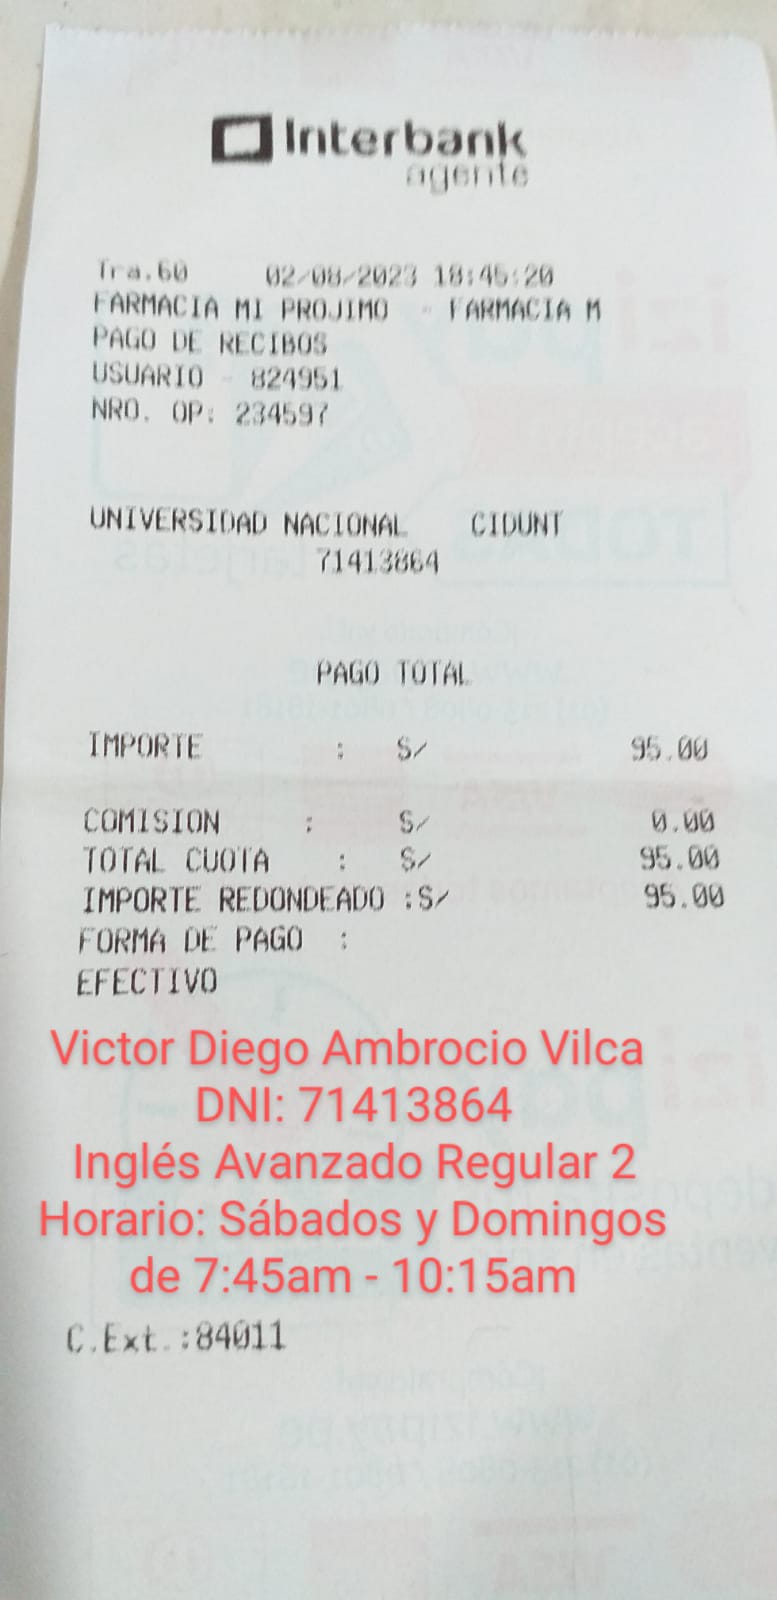 Interbank
agente
Tra.60 02/08/2023 18:45:20
FARMACIA MI PROJIMO - FARMACIA M
PAGO DE RECIBOS
USUARIO - 824951
NRO. OP: 234597
UNIVERSIDAD NACIONAL CIDUNT
71413864
PAGO TOTAL
IMPORTE : S/ 95.00
COMISION : S/ 0.00
TOTAL CUOTA : S/ 95.00
IMPORTE REDONDEADO :S/ 95.00
FORMA DE PAGO :
EFECTIVO
Victor Diego Ambrocio Vilca
DNI: 71413864
Inglés Avanzado Regular 2
Horario: Sábados y Domingos
de 7:45am - 10:15am
C.Ext.:84011